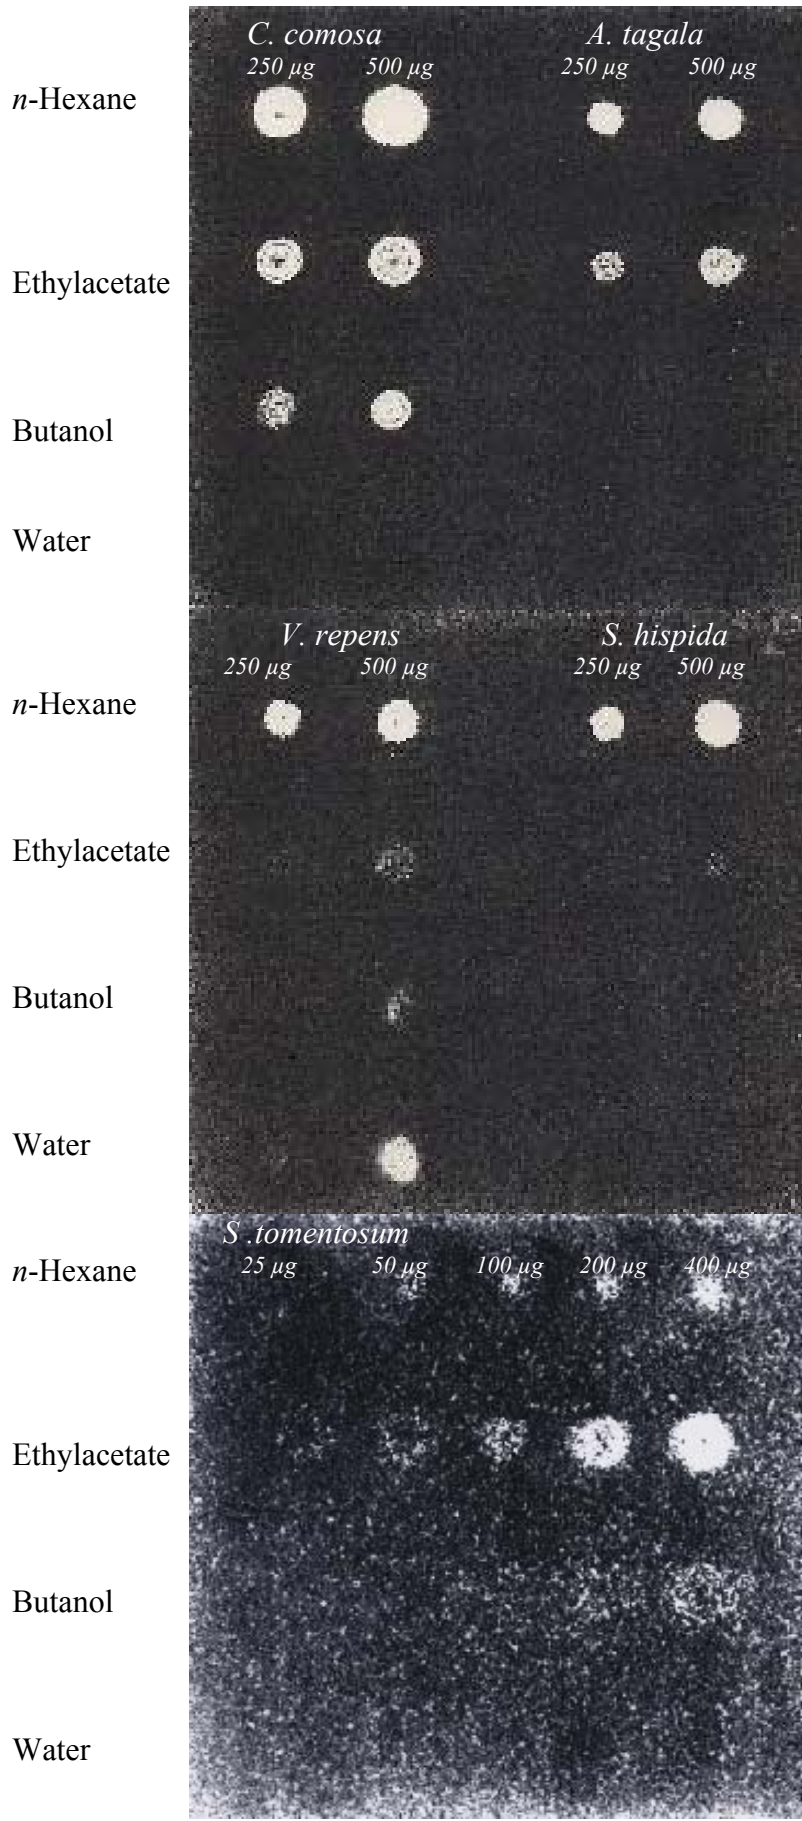 C. comosa A. tagala
250 µg 500 µg 250 µg 500 µg
n-Hexane
Ethylacetate
Butanol
Water
V. repens S. hispida
250 µg 500 µg 250 µg 500 µg
n-Hexane
Ethylacetate
Butanol
Water
S .tomentosum
n-Hexane 25 µg 50 µg 100 µg 200 µg 400 µg
Ethylacetate
Butanol
Water